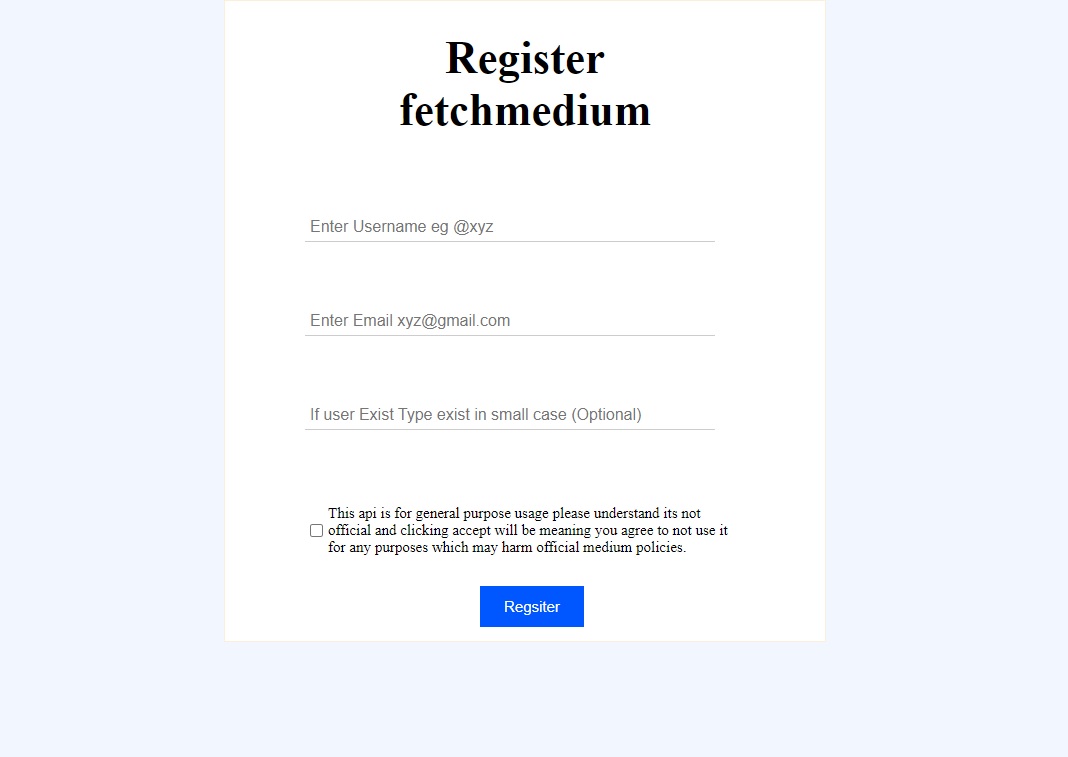 Register
fetchmedium
Enter Username eg @xyz
Enter Email xyz@gmail.com
If user Exist Type exist in small case (Optional)
This api is for general purpose usage please understand its not
official and clicking accept will be meaning you agree to not use it
for any purposes which may harm official medium policies.
Regsiter